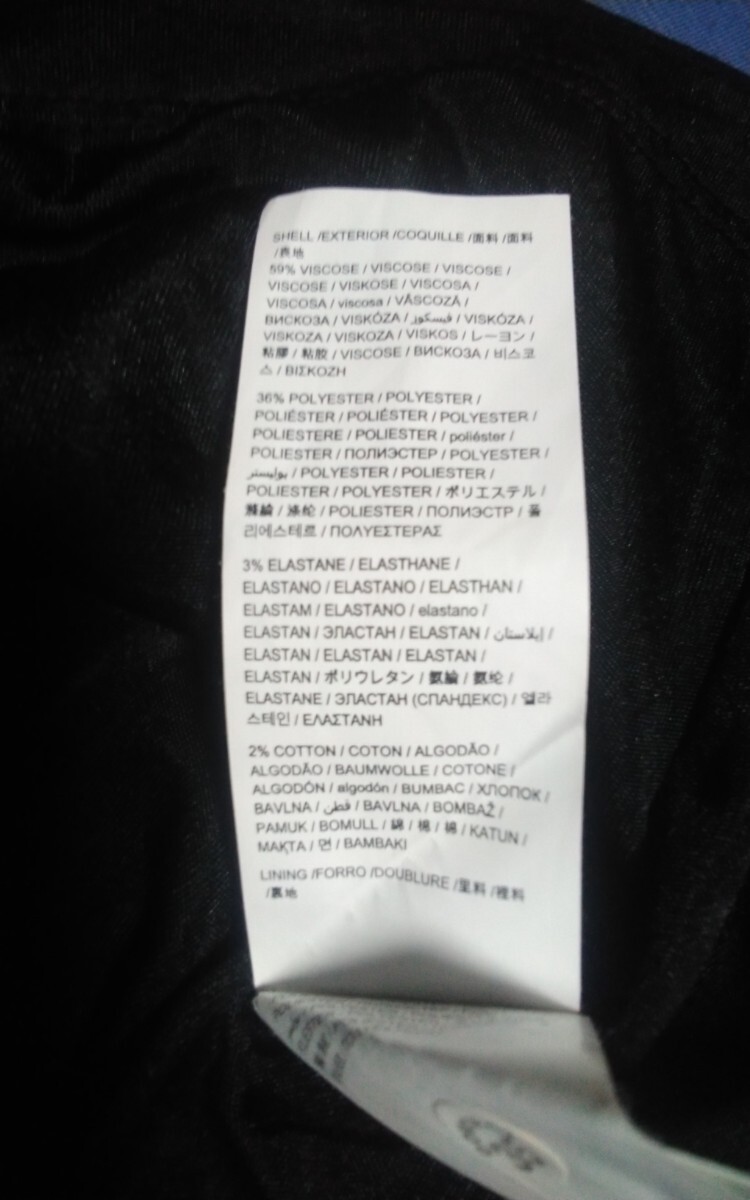 SHELL /EXTERIOR /COQUILLE /面料 /面料
/表地
59% VISCOSE / VISCOSE / VISCOSE /
VISCOSE / VISKOSE / VISCOSA /
VISCOSA / viscosa / VÂSCOZĂ /
ВИСКОЗА / VISKÓZA / فيسكوز / VISKÓZA /
VISKOZA / VISKOZA / VISKOS / レーヨン /
粘膠 / 粘胶 / VISCOSE / ВИСКОЗА / 비스코
스 / ΒΙΣΚΟΖΗ
36% POLYESTER / POLYESTER /
POLIÉSTER / POLIÉSTER / POLYESTER /
POLIESTERE / POLIESTER / poliéster /
POLIESTER / ПОЛИЭСТЕР / POLYESTER /
بوليستر / POLYESTER / POLIESTER /
POLIESTER / POLYESTER / ポリエステル /
滌綸 / 涤纶 / POLIESTER / ПОЛИЭСТР / 폴
리에스테르 / ΠΟΛΥΕΣΤΕΡΑΣ
3% ELASTANE / ELASTHANE /
ELASTANO / ELASTANO / ELASTHAN /
ELASTAM / ELASTANO / elastano /
ELASTAN / ЭЛАСТАН / ELASTAN / إيلاستان /
ELASTAN / ELASTAN / ELASTAN /
ELASTAN / ポリウレタン / 氨綸 / 氨纶 /
ELASTANE / ЭЛАСТАН (СПАНДЕКС) / 엘라
스테인 / ΕΛΑΣΤΑΝΗ
2% COTTON / COTON / ALGODÃO /
ALGODÃO / BAUMWOLLE / COTONE /
ALGODÓN / algodón / BUMBAC / ХЛОПОК /
BAVLNA / قطن / BAVLNA / BOMBAŽ /
PAMUK / BOMULL / 綿 / 棉 / 棉 / KATUN /
МАҚТА / 면 / ΒΑΜΒΑΚΙ
LINING /FORRO /DOUBLURE /里料 /裡料
/裏地